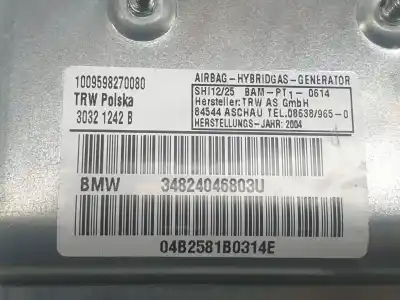 1009598270080
TRW Polska
3032 1242 B
AIRBAG-HYBRIDGAS-GENERATOR
SHI12/25 BAM-PT1-0614
Hersteller:TRW AS GmbH
84544 ASCHAU TEL.08638/965-0
HERSTELLUNGS-JAHR: 2004
BMW 34824046803U
04B2581B0314E